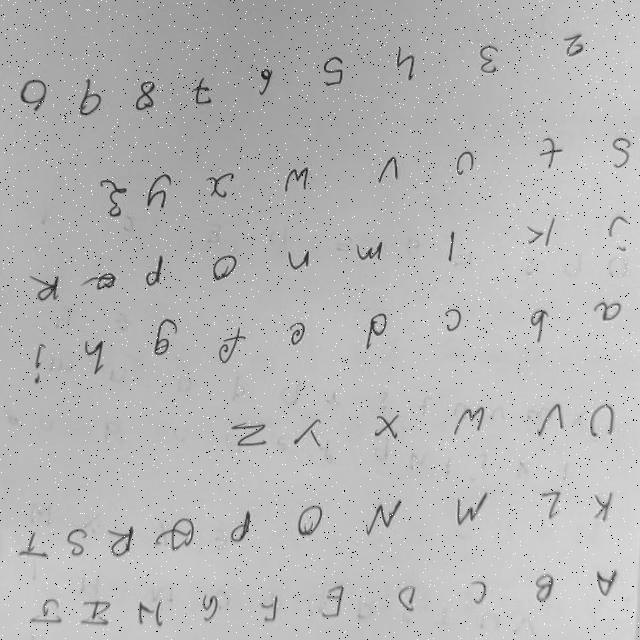 A B C D E F G H I J
K L M N O P Q R S T
U V W X Y Z
a b c d e f g h i
j k l m n o p q r
s t u v w x y z
2 3 4 5 6 7 8 9 0